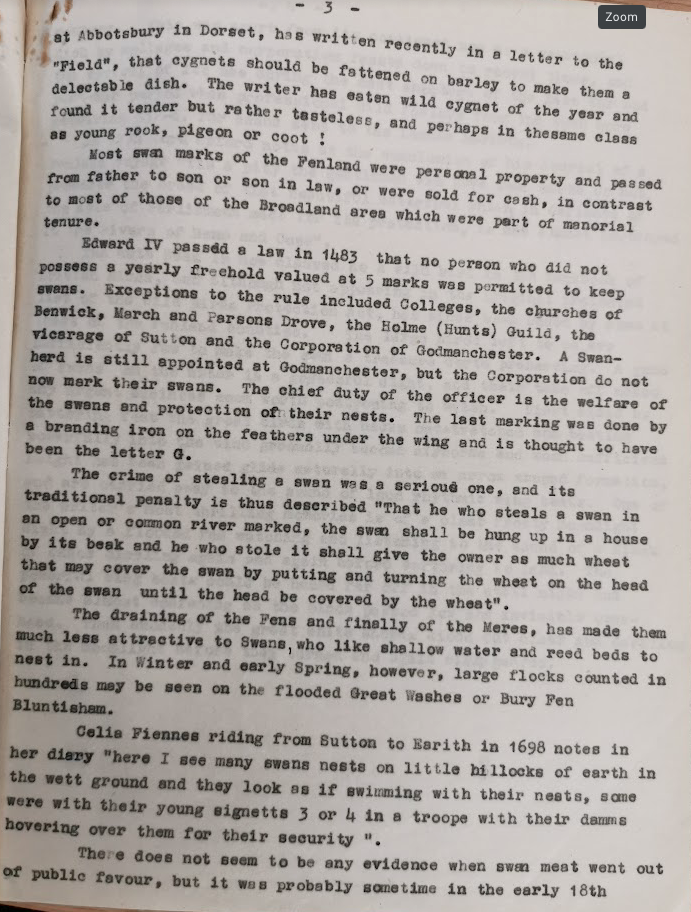 - 3 -
Zoom
at Abbotsbury in Dorset, has written recently in a letter to the
"Field", that cygnets should be fattened on barley to make them a
delectable dish. The writer has eaten wild cygnet of the year and
found it tender but rather tasteless, and perhaps in thesame class
as young rook, pigeon or coot !
Most swan marks of the Fenland were personal property and passed
from father to son or son in law, or were sold for cash, in contrast
to most of those of the Broadland area which were part of manorial
tenure.
Edward IV passed a law in 1483 that no person who did not
possess a yearly freehold valued at 5 marks was permitted to keep
swans. Exceptions to the rule included Colleges, the churches of
Benwick, March and Parsons Drove, the Holme (Hunts) Guild, the
vicarage of Sutton and the Corporation of Godmanchester. A Swan-
herd is still appointed at Godmanchester, but the Corporation do not
now mark their swans. The chief duty of the officer is the welfare of
the swans and protection of their nests. The last marking was done by
a branding iron on the feathers under the wing and is thought to have
been the letter G.
The crime of stealing a swan was a serious one, and its
traditional penalty is thus described "That he who steals a swan in
an open or common river marked, the swan shall be hung up in a house
by its beak and he who stole it shall give the owner as much wheat
that may cover the swan by putting and turning the wheat on the head
of the swan until the head be covered by the wheat".
The draining of the Fens and finally of the Meres, has made them
much less attractive to Swans, who like shallow water and reed beds to
nest in. In Winter and early Spring, however, large flocks counted in
hundreds may be seen on the flooded Great Washes or Bury Fen
Bluntisham.
Celia Fiennes riding from Sutton to Earith in 1698 notes in
her diary "here I see many swans nests on little hillocks of earth in
the wett ground and they look as if swimming with their nests, some
were with their young signetts 3 or 4 in a troope with their damms
hovering over them for their security ".
There does not seem to be any evidence when swan meat went out
of public favour, but it was probably sometime in the early 18th